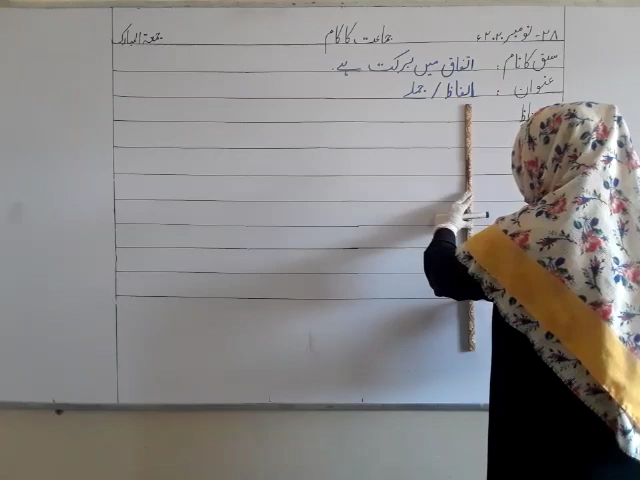 ۲۸- نومبر ۲۰۲۰ء جماعت کا کام جمعۃ المبارک
سبق کا نام : اتفاق میں برکت ہے۔
عنوان : الفاظ / جملے